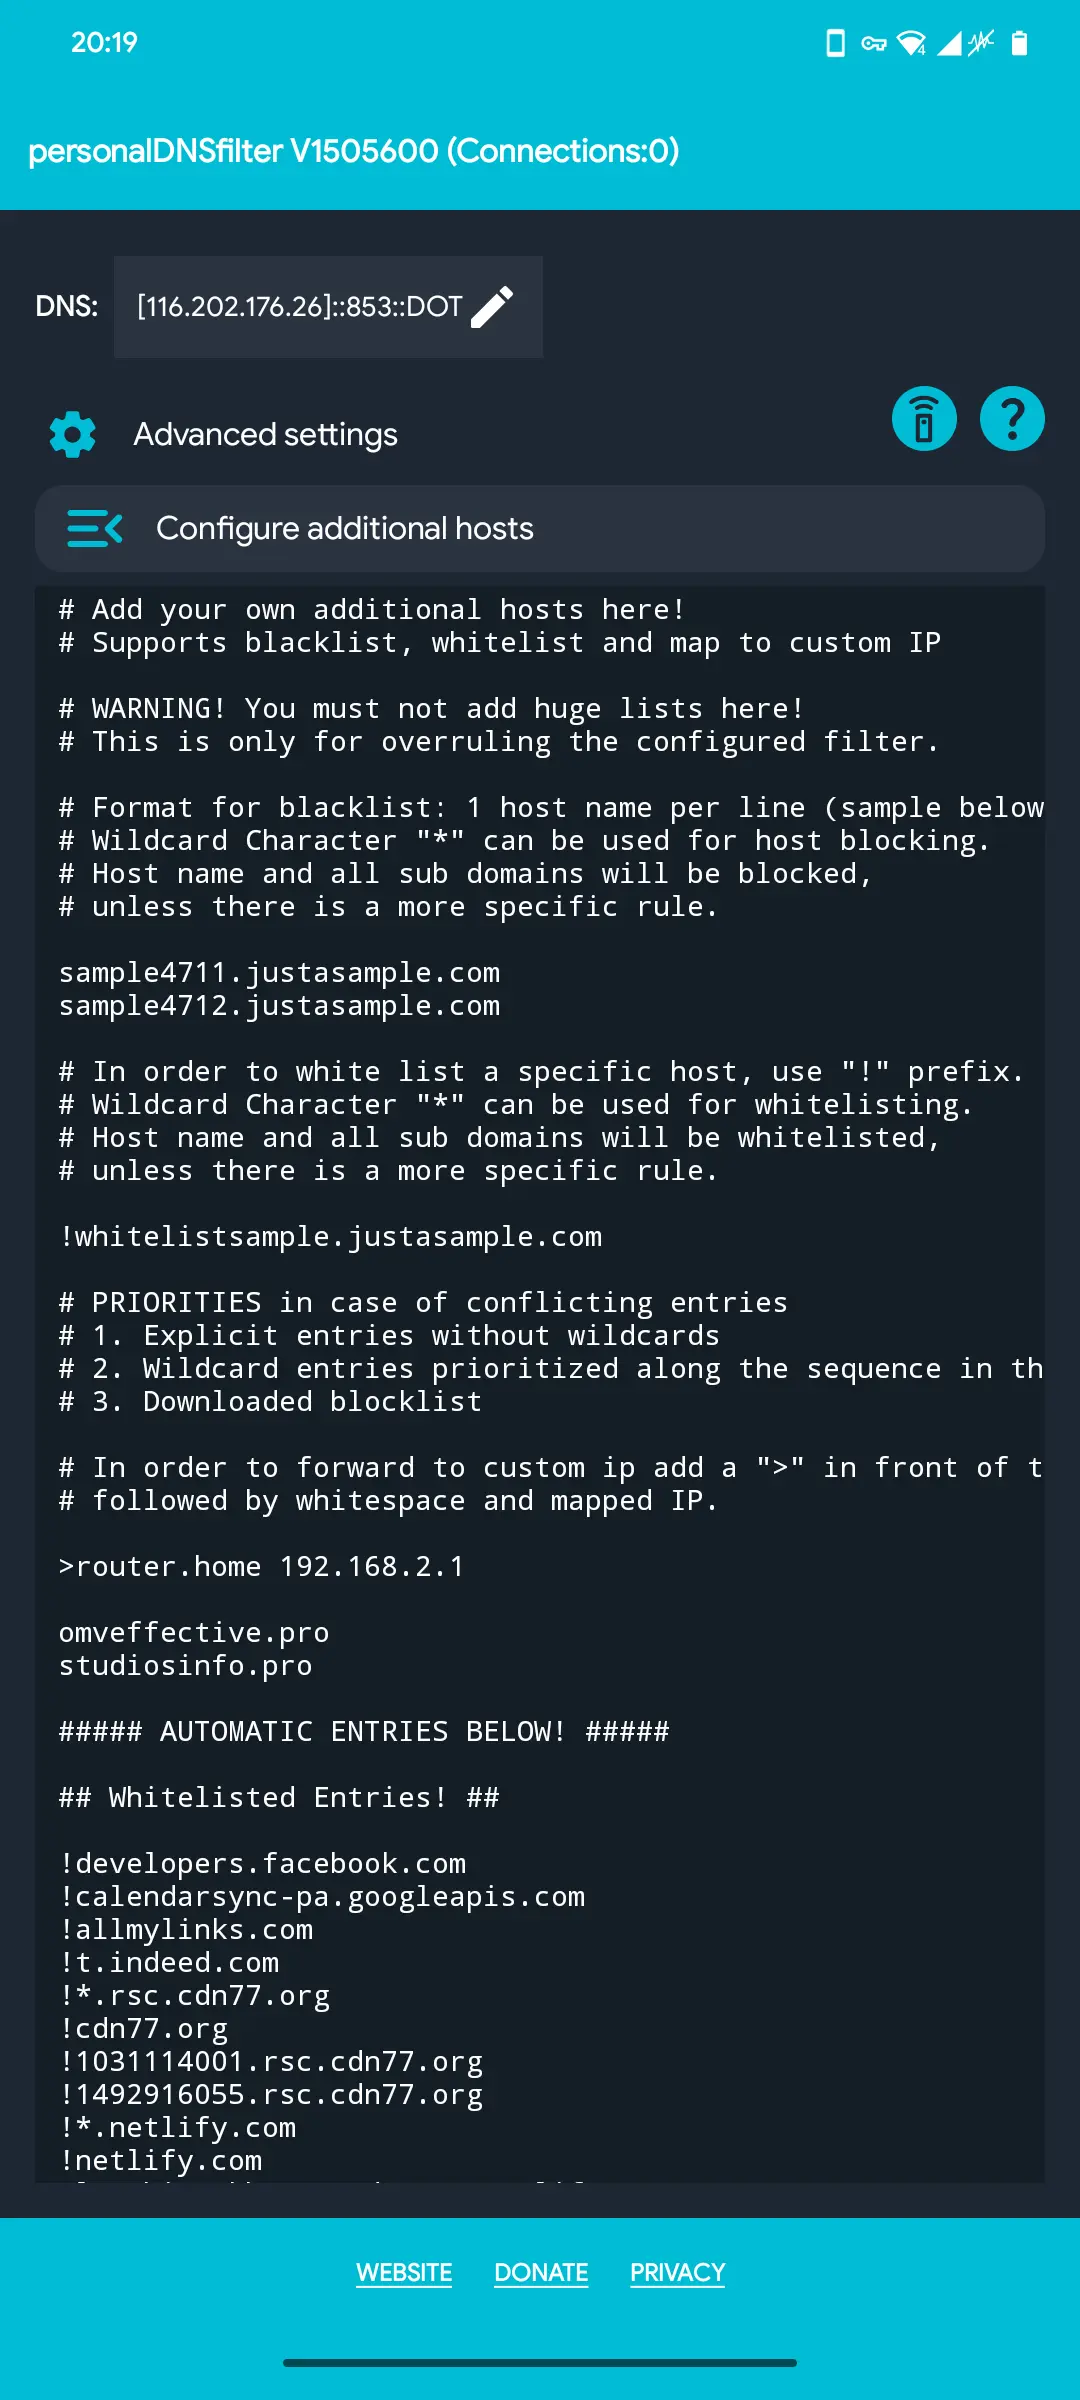 20:19
personalDNSfilter V1505600 (Connections:0)
DNS: [116.202.176.26]::853::DOT
Advanced settings
Configure additional hosts
# Add your own additional hosts here!
# Supports blacklist, whitelist and map to custom IP
# WARNING! You must not add huge lists here!
# This is only for overruling the configured filter.
# Format for blacklist: 1 host name per line (sample below
# Wildcard Character "*" can be used for host blocking.
# Host name and all sub domains will be blocked,
# unless there is a more specific rule.
sample4711.justasample.com
sample4712.justasample.com
# In order to white list a specific host, use "!" prefix.
# Wildcard Character "*" can be used for whitelisting.
# Host name and all sub domains will be whitelisted,
# unless there is a more specific rule.
!whitelistsample.justasample.com
# PRIORITIES in case of conflicting entries
# 1. Explicit entries without wildcards
# 2. Wildcard entries prioritized along the sequence in th
# 3. Downloaded blocklist
# In order to forward to custom ip add a ">" in front of t
# followed by whitespace and mapped IP.
>router.home 192.168.2.1
omveffective.pro
studiosinfo.pro
##### AUTOMATIC ENTRIES BELOW! #####
## Whitelisted Entries! ##
!developers.facebook.com
!calendarsync-pa.googleapis.com
!allmylinks.com
!t.indeed.com
!*.rsc.cdn77.org
!cdn77.org
!1031114001.rsc.cdn77.org
!1492916055.rsc.cdn77.org
!*.netlify.com
!netlify.com
WEBSITE DONATE PRIVACY